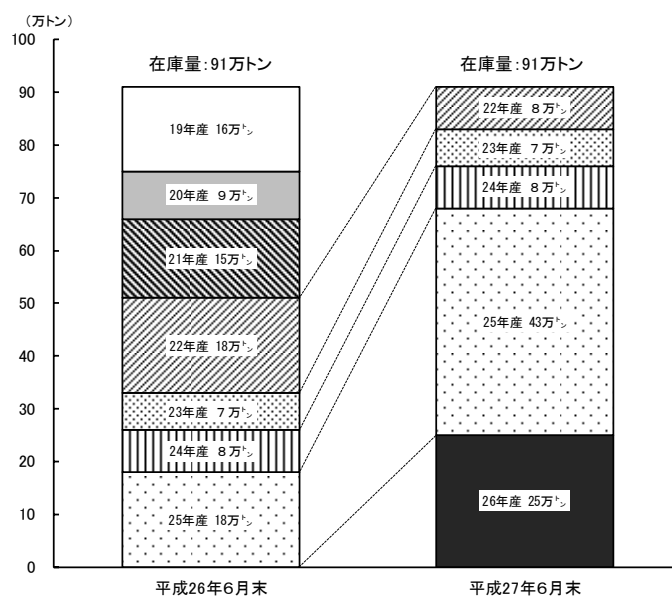 (万トン)
100
90
80
70
60
50
40
30
20
10
0
在庫量：91万トン
19年産 16万㌧
20年産 9万㌧
21年産 15万㌧
22年産 18万㌧
23年産 7万㌧
24年産 8万㌧
25年産 18万㌧
平成26年6月末
在庫量：91万トン
22年産 8万㌧
23年産 7万㌧
24年産 8万㌧
25年産 43万㌧
26年産 25万㌧
平成27年6月末